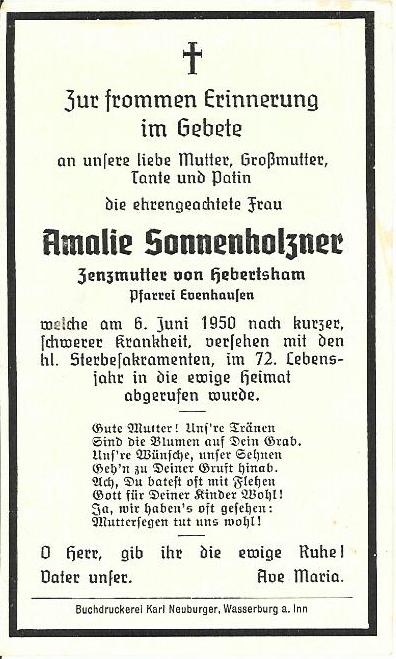 Zur frommen Erinnerung
im Gebete
an unsere liebe Mutter, Großmutter,
Tante und Patin
die ehrengeachtete Frau
Amalie Sonnenholzner
Zenzmutter von Hebertsham
Pfarrei Evenhausen
welche am 6. Juni 1950 nach kurzer,
schwerer Krankheit, versehen mit den
hl. Sterbesakramenten, im 72. Lebens-
jahr in die ewige Heimat
abgerufen wurde.
Gute Mutter! Uns're Tränen
Sind die Blumen auf Dein Grab.
Uns're Wünsche, unser Sehnen
Geh'n zu Deiner Gruft hinab.
Ach, Du batest oft mit Flehen
Gott für Deiner Kinder Wohl!
Ja, wir haben's oft gesehen:
Muttersegen tut uns wohl!
O Herr, gib ihr die ewige Ruhe!
Vater unser. Ave Maria.
Buchdruckerei Karl Neuburger, Wasserburg a. Inn